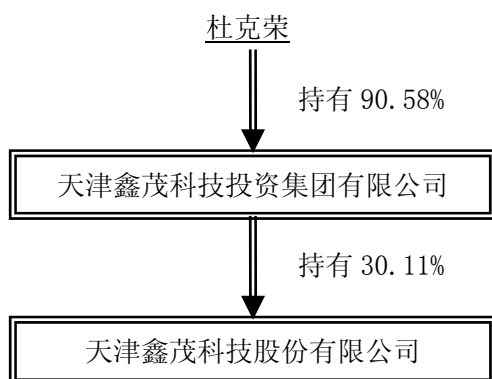 杜克荣
持有 90.58%
天津鑫茂科技投资集团有限公司
持有 30.11%
天津鑫茂科技股份有限公司